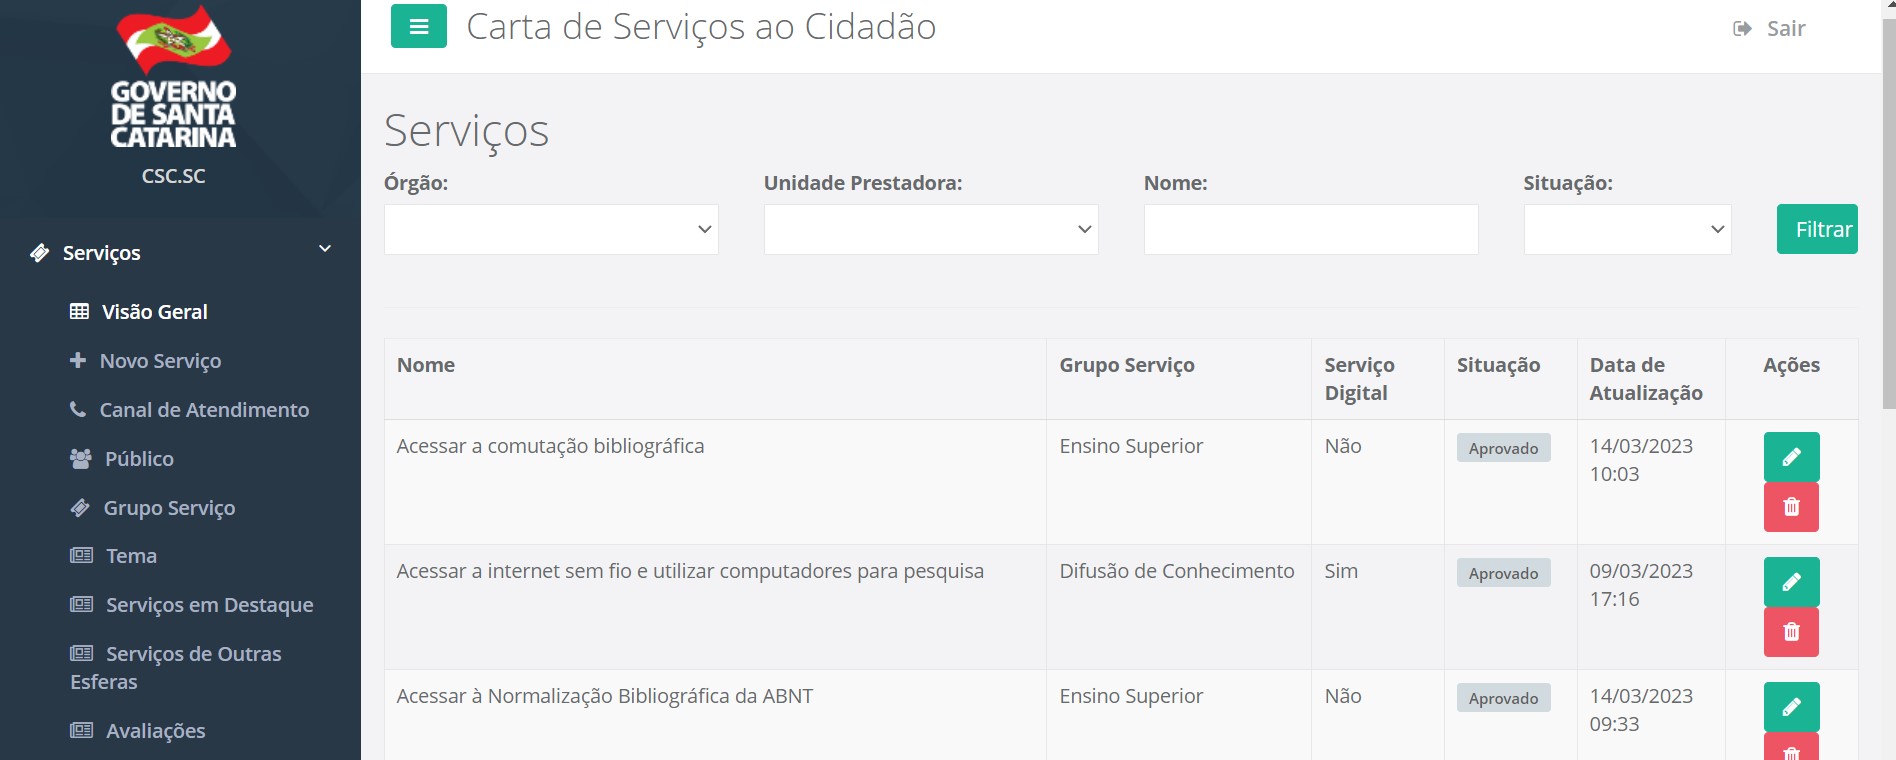 GOVERNO
DE SANTA
CATARINA
CSC.SC
Serviços
Visão Geral
Novo Serviço
Canal de Atendimento
Público
Grupo Serviço
Tema
Serviços em Destaque
Serviços de Outras
Esferas
Avaliações
Carta de Serviços ao Cidadão
Sair
Serviços
Órgão:
Unidade Prestadora:
Nome:
Situação:
Filtrar
Nome
Grupo Serviço
Serviço
Digital
Situação
Data de
Atualização
Ações
Acessar a comutação bibliográfica
Ensino Superior
Não
Aprovado
14/03/2023
10:03
Acessar a internet sem fio e utilizar computadores para pesquisa
Difusão de Conhecimento
Sim
Aprovado
09/03/2023
17:16
Acessar à Normalização Bibliográfica da ABNT
Ensino Superior
Não
Aprovado
14/03/2023
09:33